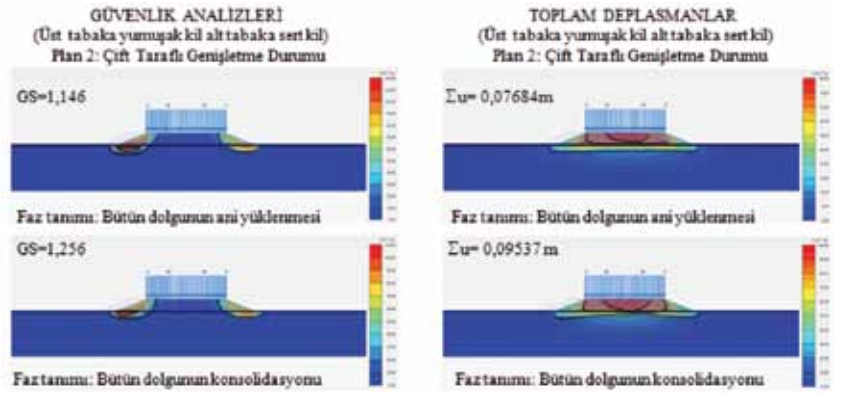 GÜVENLİK ANALİZLERİ
(Üst tabaka yumuşak kil alt tabaka sert kil)
Plan 2: Çift Taraflı Genişletme Durumu
GS=1,146
Faz tanımı: Bütün dolgunun ani yüklenmesi
GS=1,256
Faz tanımı: Bütün dolgunun konsolidasyonu
TOPLAM DEPLASMANLAR
(Üst tabaka yumuşak kil alt tabaka sert kil)
Plan 2: Çift Taraflı Genişletme Durumu
Σu= 0,07684m
Faz tanımı: Bütün dolgunun ani yüklenmesi
Σu= 0,09537 m
Faz tanımı: Bütün dolgunun konsolidasyonu